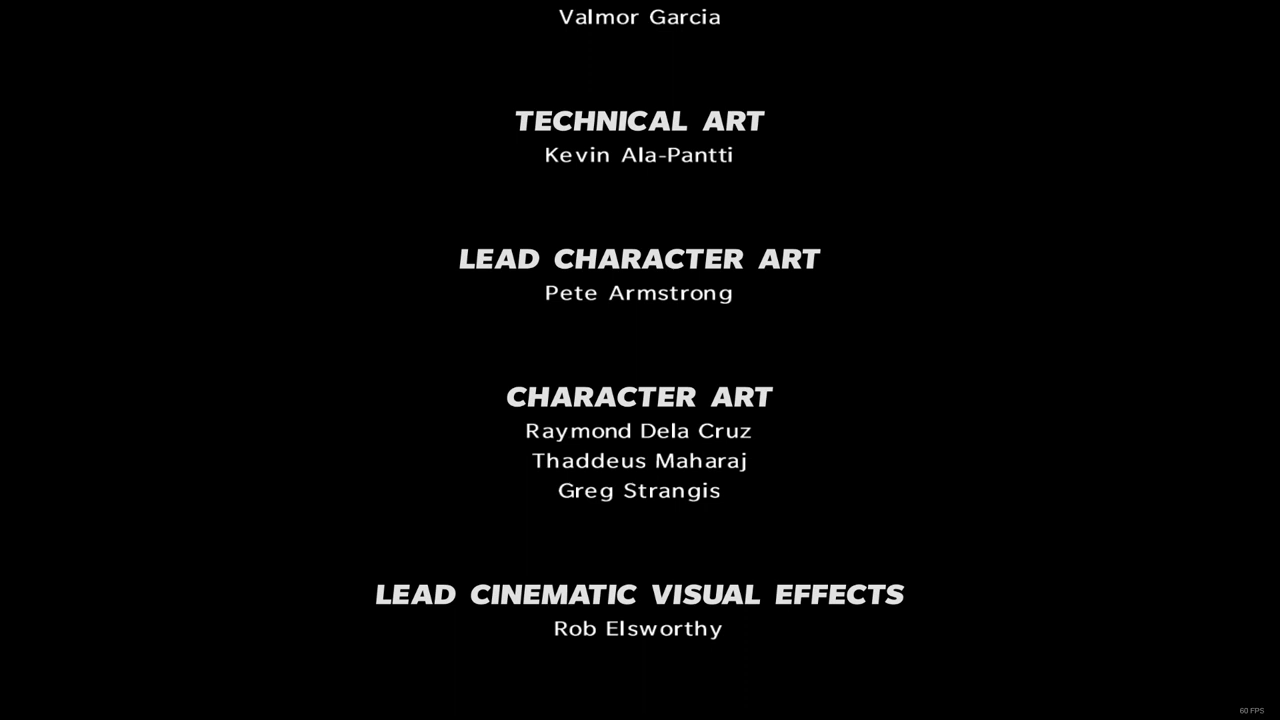 Valmor Garcia
TECHNICAL ART
Kevin Ala-Pantti
LEAD CHARACTER ART
Pete Armstrong
CHARACTER ART
Raymond Dela Cruz
Thaddeus Maharaj
Greg Strangis
LEAD CINEMATIC VISUAL EFFECTS
Rob Elsworthy
60 FPS